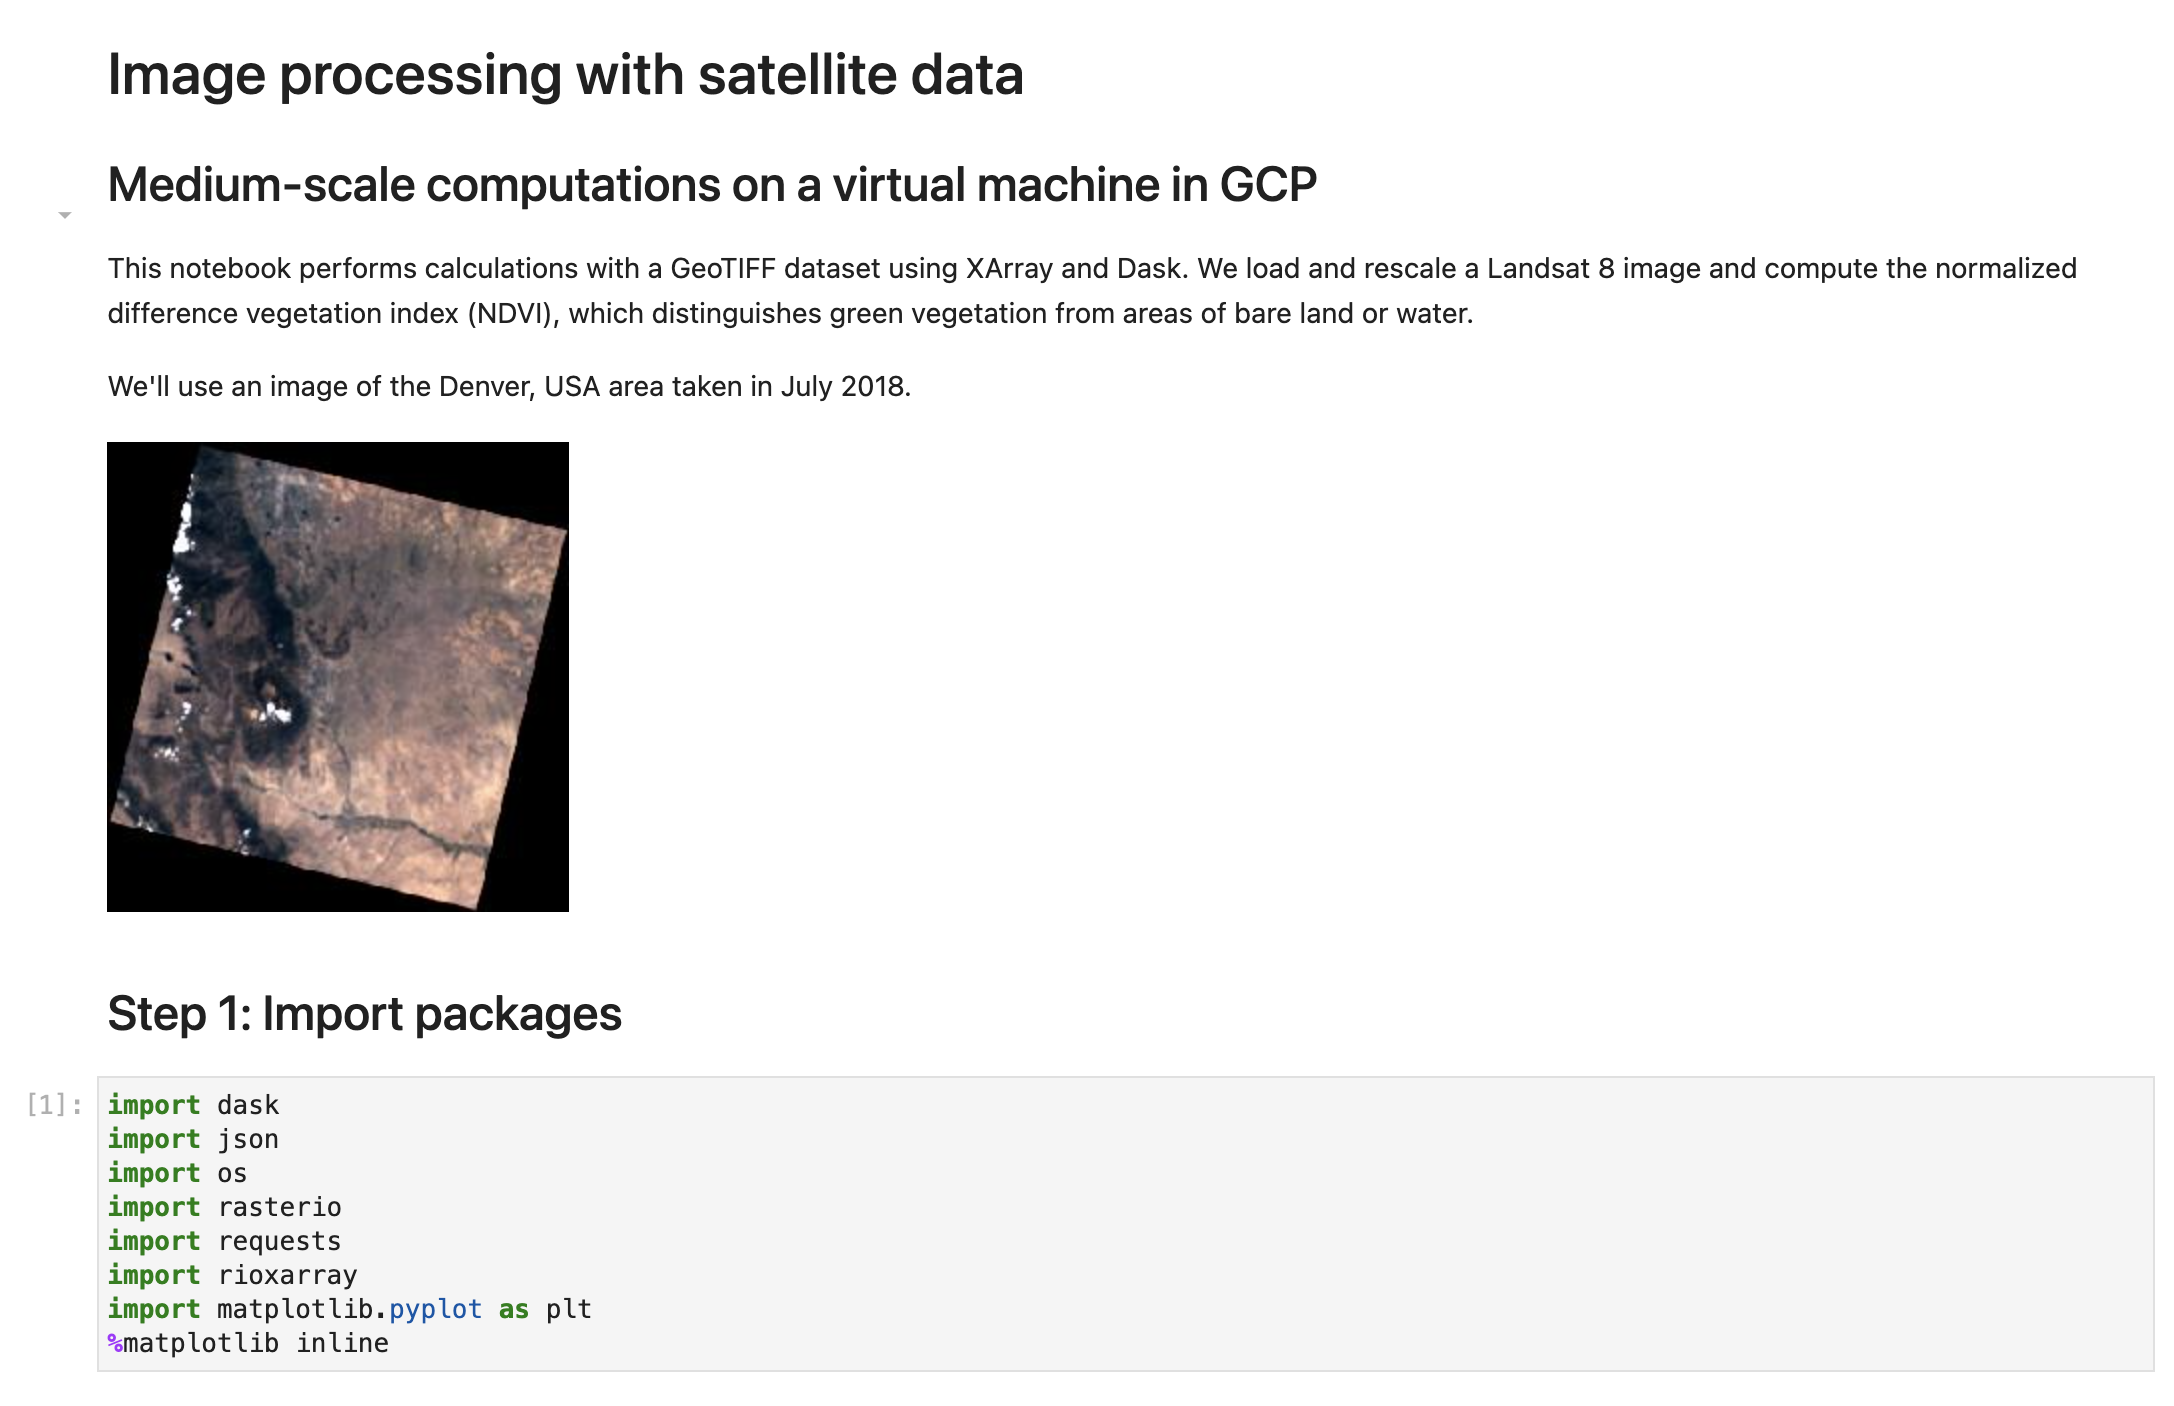 Image processing with satellite data
Medium-scale computations on a virtual machine in GCP
This notebook performs calculations with a GeoTIFF dataset using XArray and Dask. We load and rescale a Landsat 8 image and compute the normalized
difference vegetation index (NDVI), which distinguishes green vegetation from areas of bare land or water.
We'll use an image of the Denver, USA area taken in July 2018.
Step 1: Import packages
[1]: import dask
import json
import os
import rasterio
import requests
import rioxarray
import matplotlib.pyplot as plt
%matplotlib inline